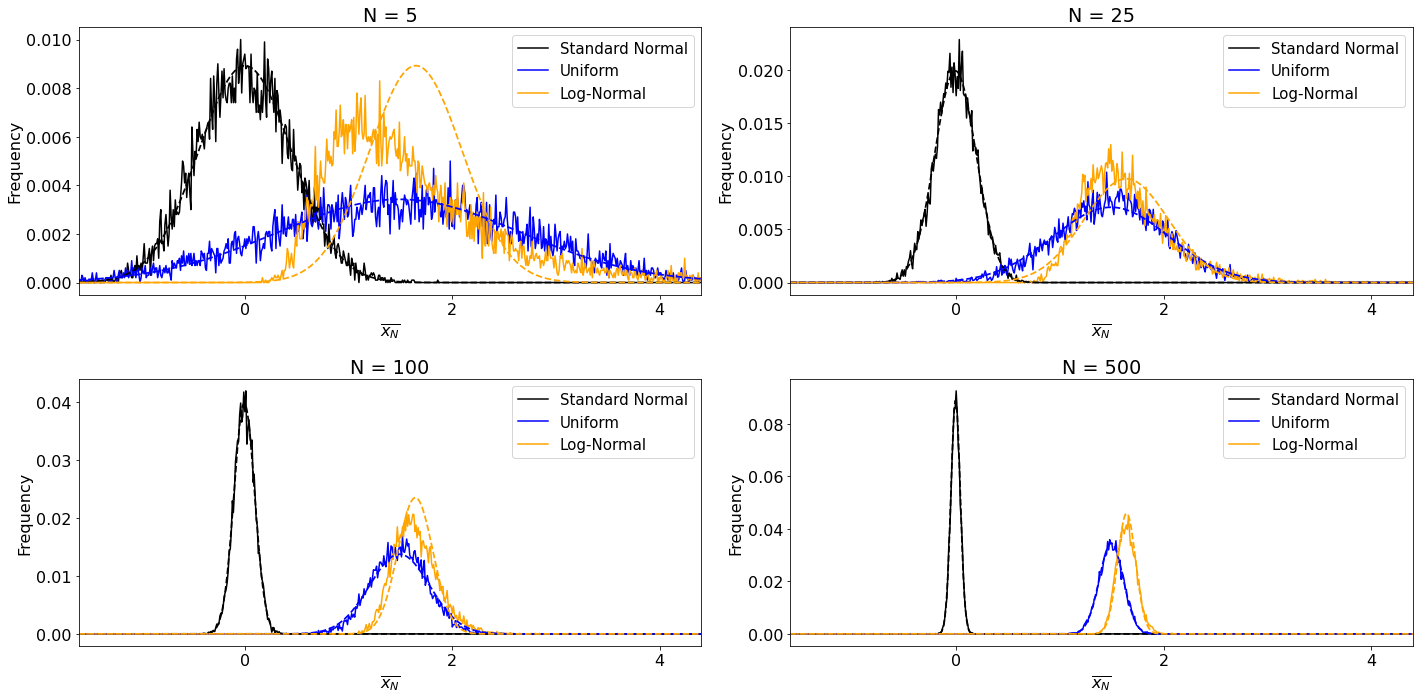 N = 5
0.010
0.008
0.006
0.004
0.002
0.000
Frequency
Standard Normal
Uniform
Log-Normal
0 2 4
$\overline{x_N}$
N = 25
0.020
0.015
0.010
0.005
0.000
Frequency
Standard Normal
Uniform
Log-Normal
0 2 4
$\overline{x_N}$
N = 100
0.04
0.03
0.02
0.01
0.00
Frequency
Standard Normal
Uniform
Log-Normal
0 2 4
$\overline{x_N}$
N = 500
0.08
0.06
0.04
0.02
0.00
Frequency
Standard Normal
Uniform
Log-Normal
0 2 4
$\overline{x_N}$